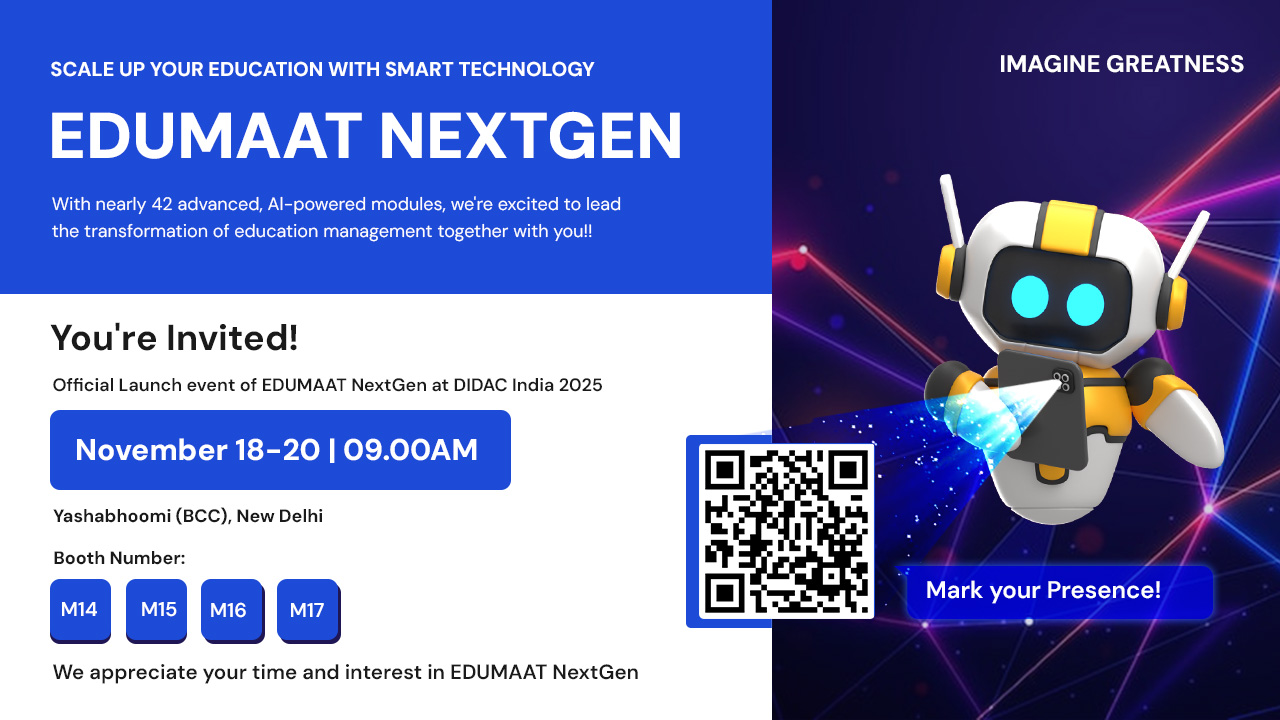 SCALE UP YOUR EDUCATION WITH SMART TECHNOLOGY
EDUMAAT NEXTGEN
With nearly 42 advanced, AI-powered modules, we're excited to lead
the transformation of education management together with you!!
IMAGINE GREATNESS
You're Invited!
Official Launch event of EDUMAAT NextGen at DIDAC India 2025
November 18-20 | 09.00AM
Yashabhoomi (BCC), New Delhi
Booth Number:
M14 M15 M16 M17
We appreciate your time and interest in EDUMAAT NextGen
Mark your Presence!